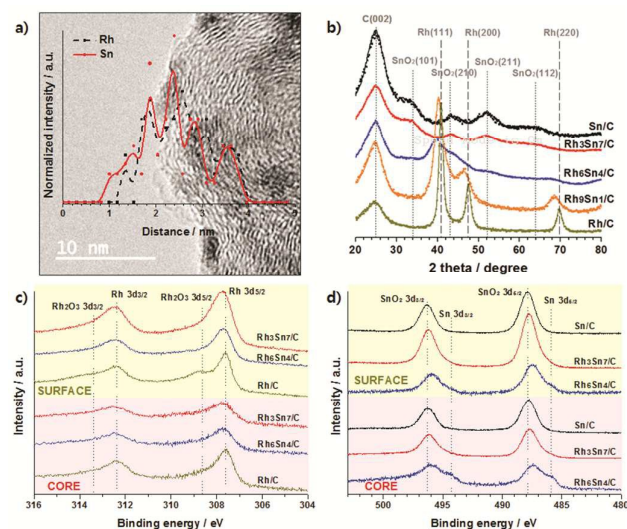 a)
Rh
Sn
Normalized intensity / a.u.
0 1 2 3
Distance / nm
10 nm
b)
C(002)
Rh(111)
Rh(200)
Rh(220)
SnO₂(101)
SnO₂(210)
SnO₂(211)
SnO₂(112)
Sn/C
Rh3Sn7/C
Rh6Sn4/C
Rh9Sn1/C
Rh/C
Intensity / a.u.
20 30 40 50 60 70 80
2 theta / degree
c)
Rh₂O₃ 3d₃/₂
Rh 3d₃/₂
Rh₂O₃ 3d₅/₂
Rh 3d₅/₂
Rh3Sn7/C
Rh6Sn4/C
Rh/C
SURFACE
Rh3Sn7/C
Rh6Sn4/C
Rh/C
CORE
Intensity / a.u.
316 314 312 310 308 306 304
Binding energy / eV
d)
SnO₂ 3d₃/₂
Sn 3d₃/₂
SnO₂ 3d₅/₂
Sn 3d₅/₂
Sn/C
Rh3Sn7/C
SURFACE
Rh6Sn4/C
Sn/C
Rh3Sn7/C
CORE
Rh6Sn4/C
Intensity / a.u.
500 495 490 485 480
Binding energy / eV